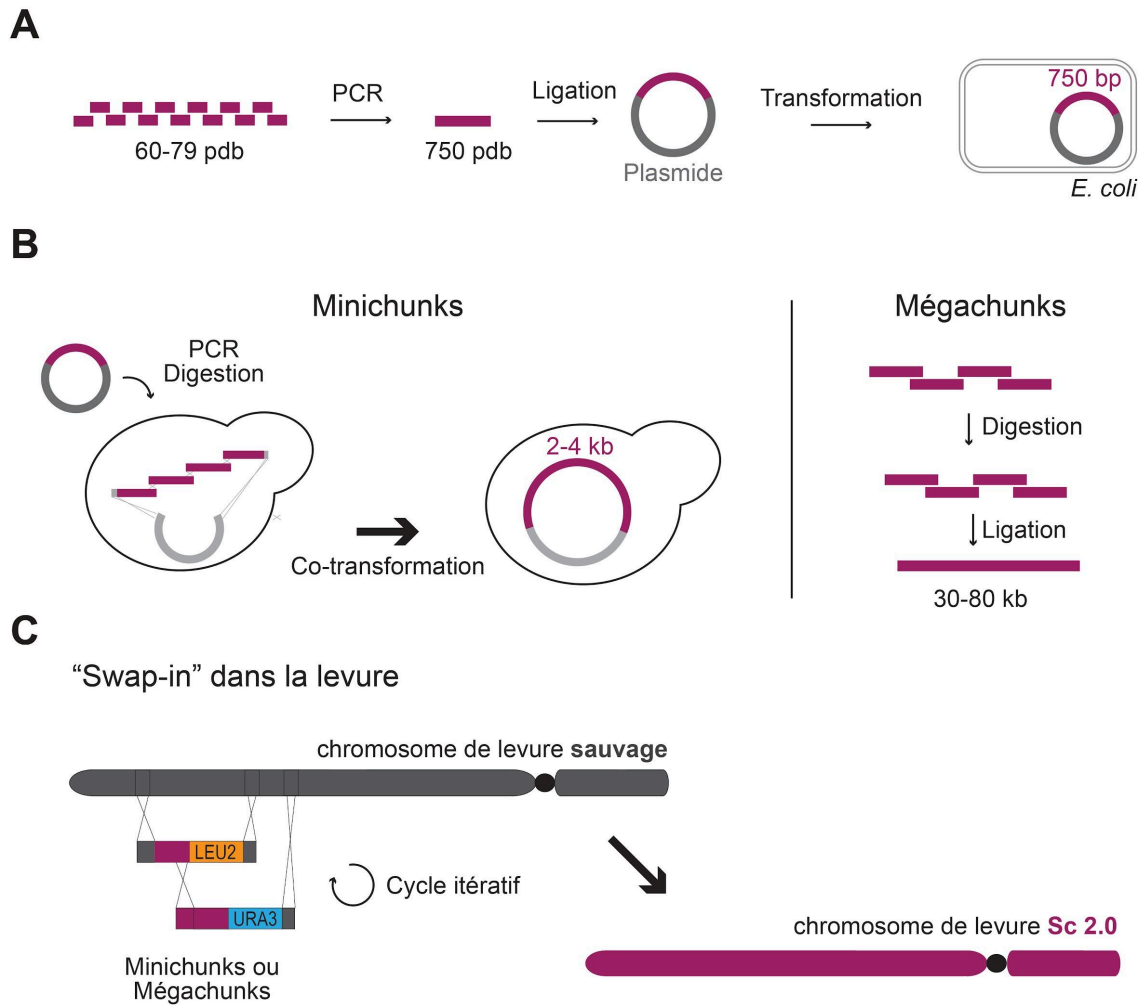 A
PCR
60-79 pdb
750 pdb
Ligation
Plasmide
Transformation
750 bp
E. coli
B
Minichunks
PCR
Digestion
Co-transformation
2-4 kb
Mégachunks
Digestion
Ligation
30-80 kb
C
“Swap-in” dans la levure
chromosome de levure sauvage
LEU2
URA3
Cycle itératif
Minichunks ou
Mégachunks
chromosome de levure Sc 2.0